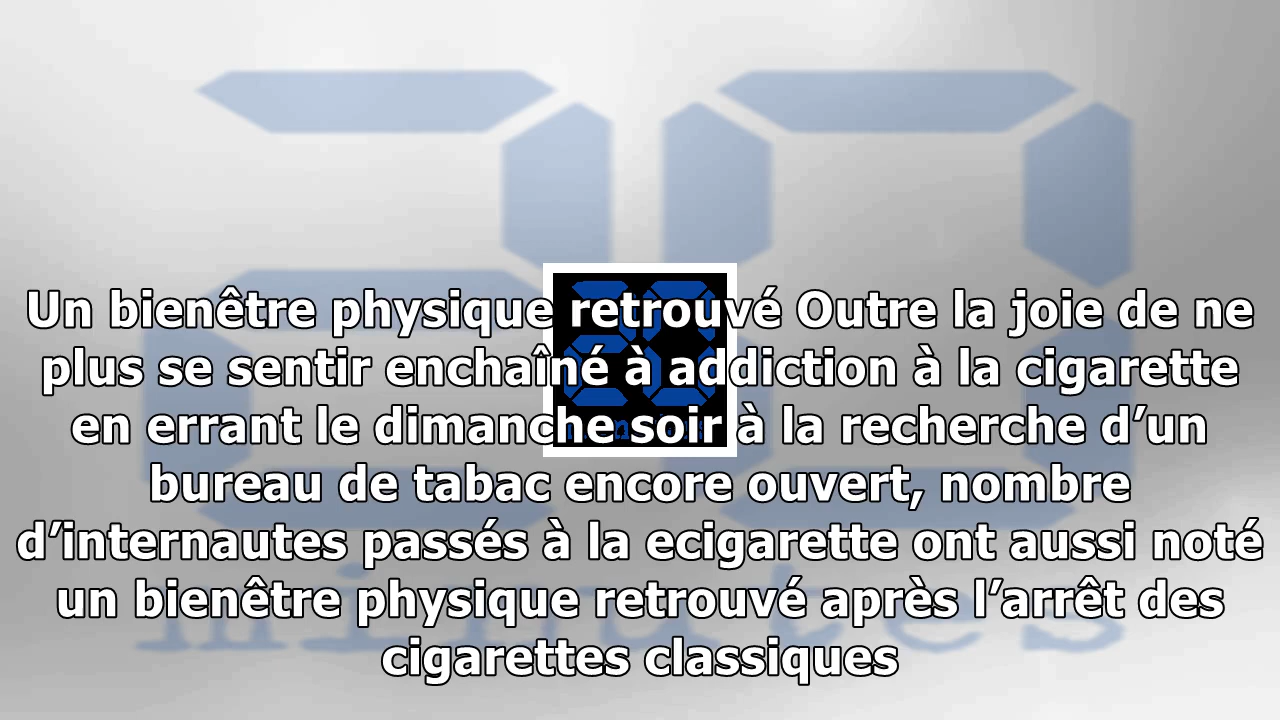 20
minutes
Un bienêtre physique retrouvé Outre la joie de ne
plus se sentir enchaîné à addiction à la cigarette
en errant le dimanche soir à la recherche d’un
bureau de tabac encore ouvert, nombre
d’internautes passés à la ecigarette ont aussi noté
un bienêtre physique retrouvé après l’arrêt des
cigarettes classiques